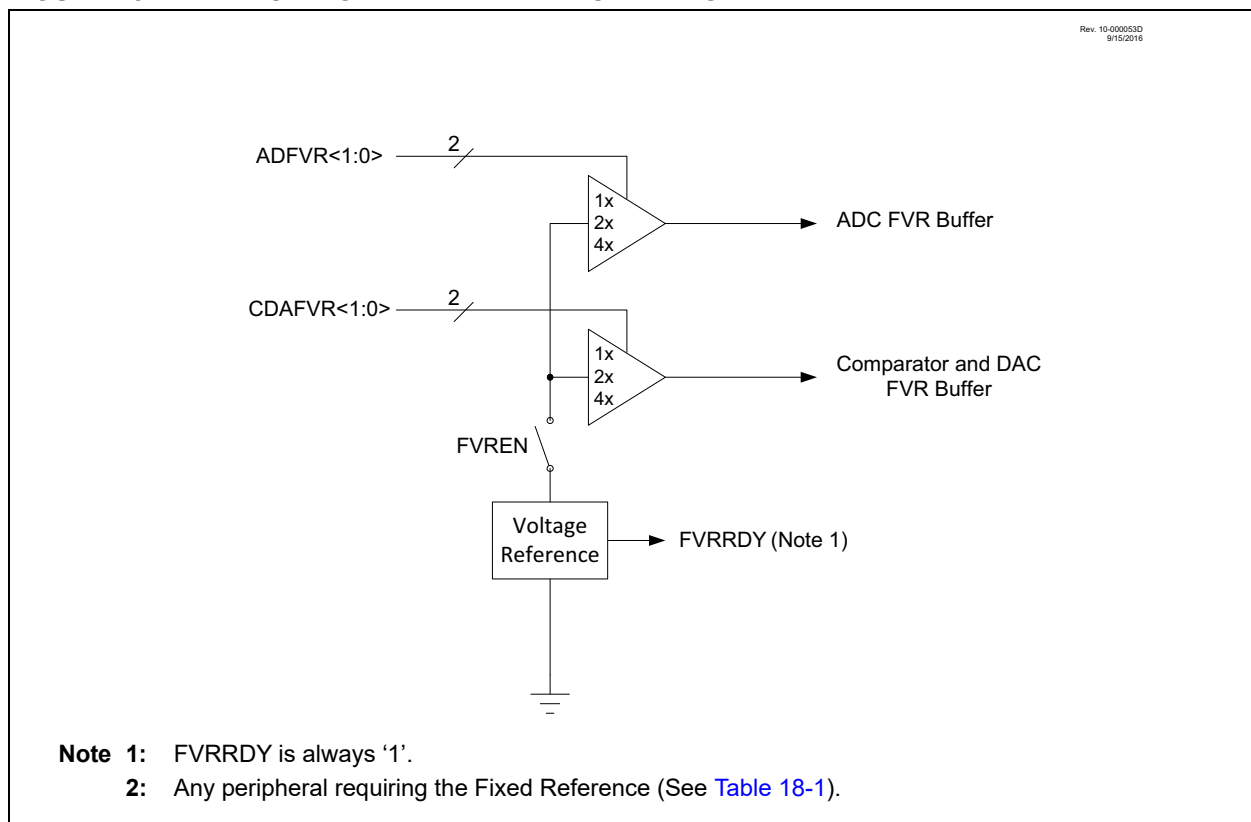 Rev. 10-000053D
9/15/2016
ADFVR<1:0>
2
1x
2x
4x
ADC FVR Buffer
CDAFVR<1:0>
2
1x
2x
4x
Comparator and DAC
FVR Buffer
FVREN
Voltage
Reference
FVRRDY (Note 1)
Note 1: FVRRDY is always ‘1’.
2: Any peripheral requiring the Fixed Reference (See Table 18-1).